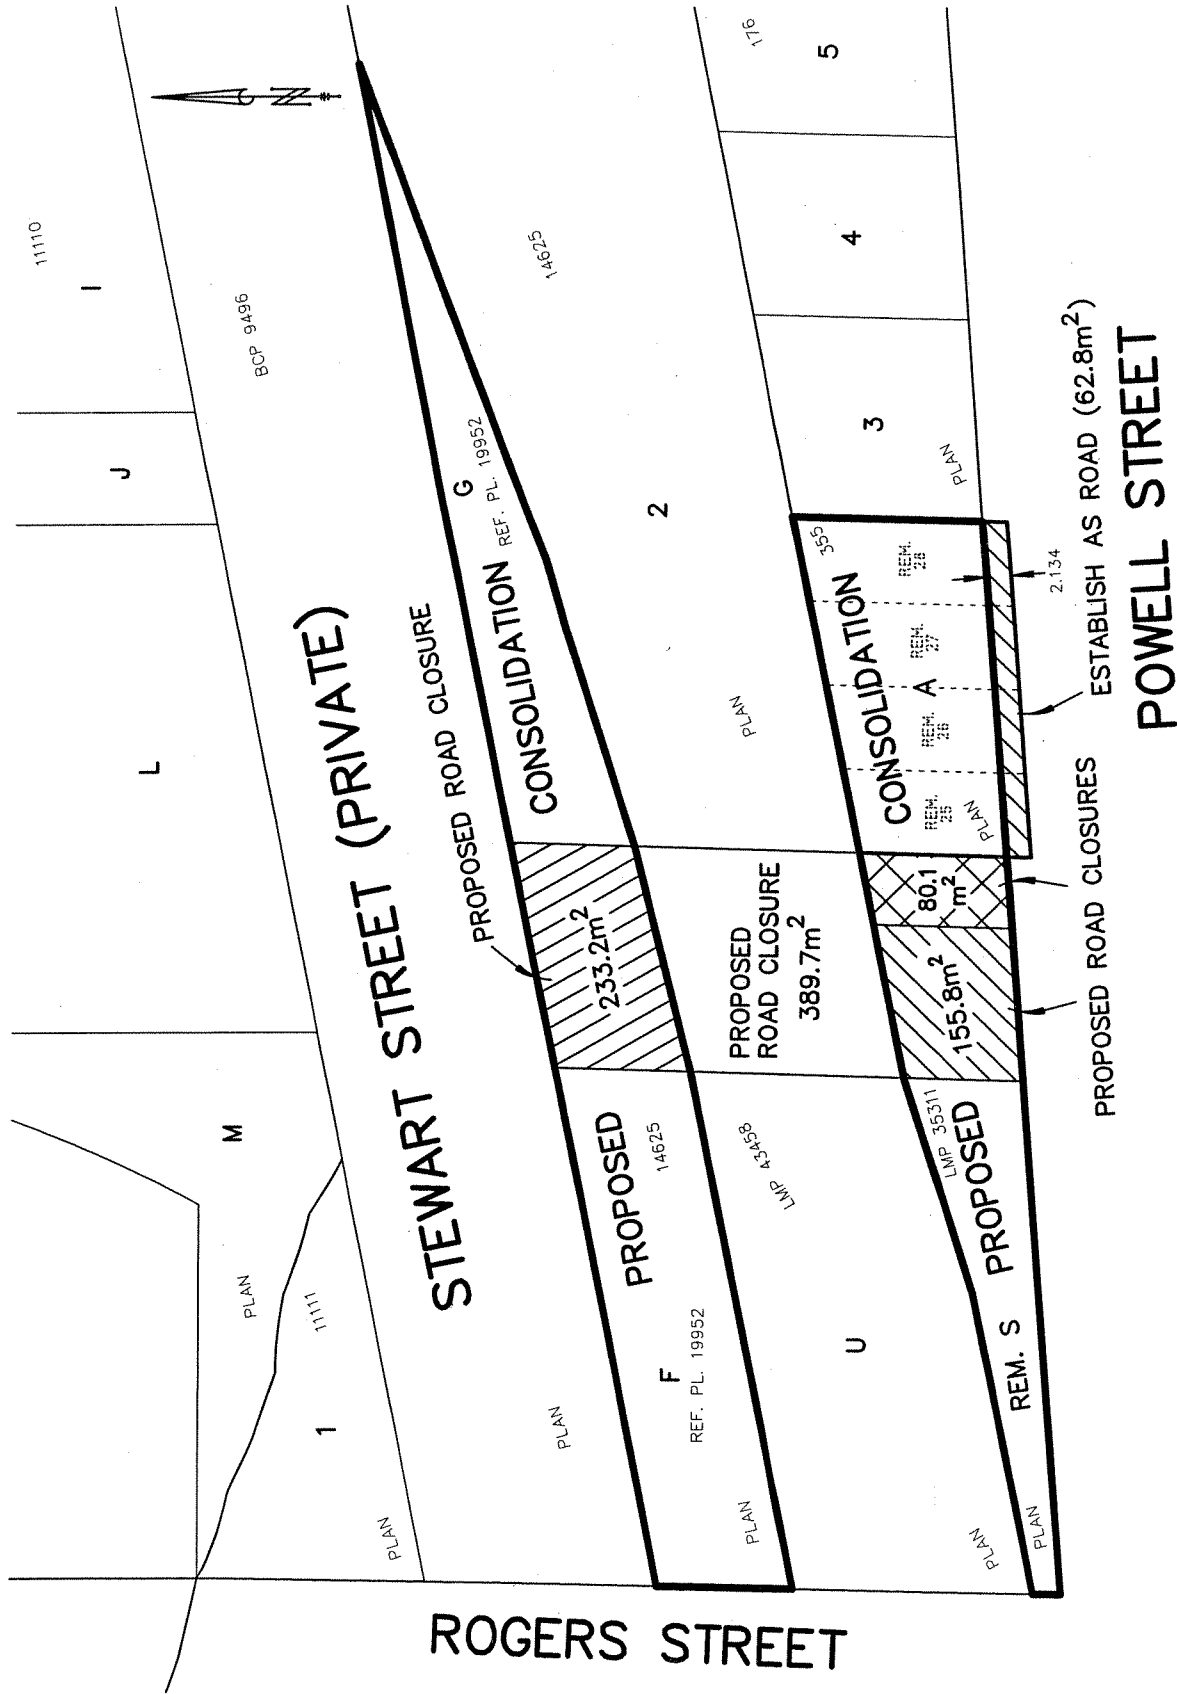 11110
I
J
L
M
1
BCP 9496
N
PLAN
11111
PLAN
STEWART STREET (PRIVATE)
PROPOSED ROAD CLOSURE
PLAN
14625
G
REF. PL. 19952
CONSOLIDATION
233.2m²
PROPOSED
14625
F
REF. PL. 19952
PLAN
2
PLAN
PROPOSED
ROAD CLOSURE
389.7m²
LMP 43458
U
PLAN
176
5
4
3
PLAN
355
CONSOLIDATION
REM.
25
REM.
26
A
REM.
27
REM.
28
PLAN
80.1
m²
155.8m²
LMP 35311
PROPOSED
REM. S
PLAN
2.134
ESTABLISH AS ROAD (62.8m²)
PROPOSED ROAD CLOSURES
POWELL STREET
ROGERS STREET